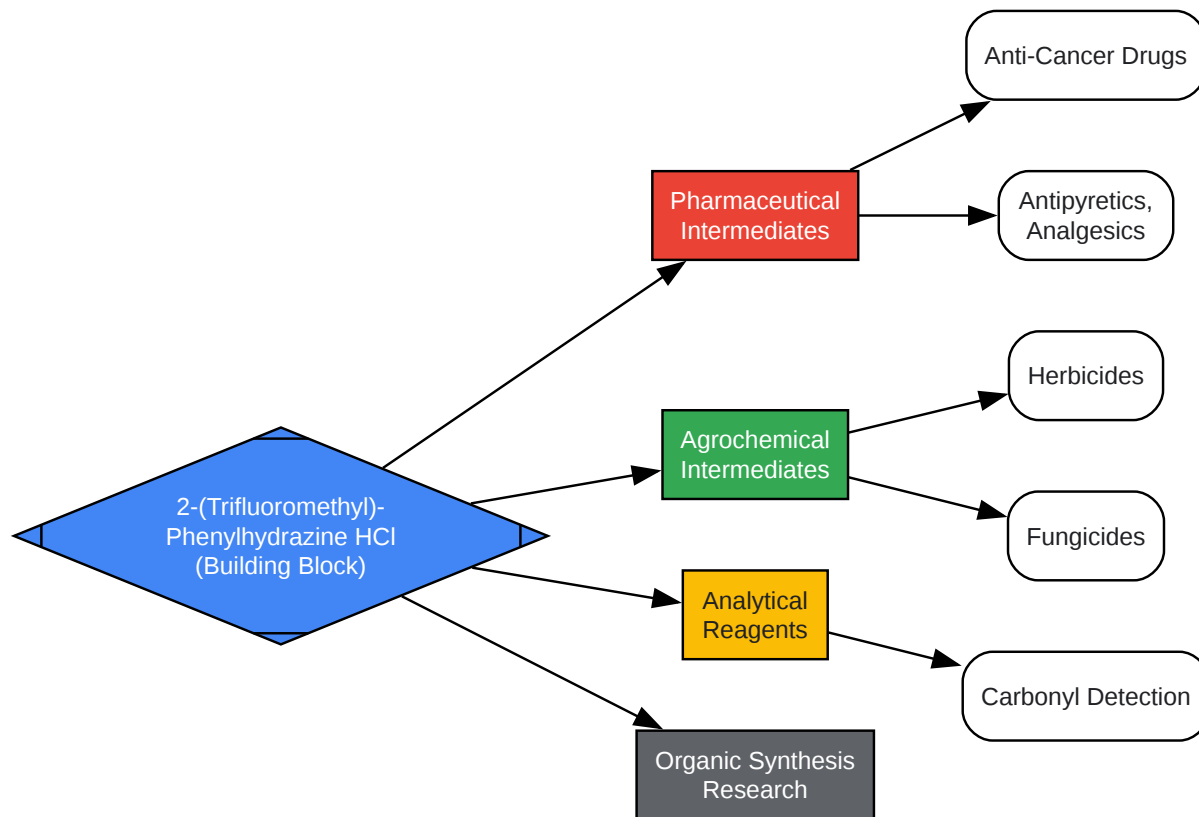 2-(Trifluoromethyl)-
Phenylhydrazine HCl
(Building Block)
Pharmaceutical
Intermediates
Anti-Cancer Drugs
Antipyretics,
Analgesics
Agrochemical
Intermediates
Herbicides
Fungicides
Analytical
Reagents
Carbonyl Detection
Organic Synthesis
Research